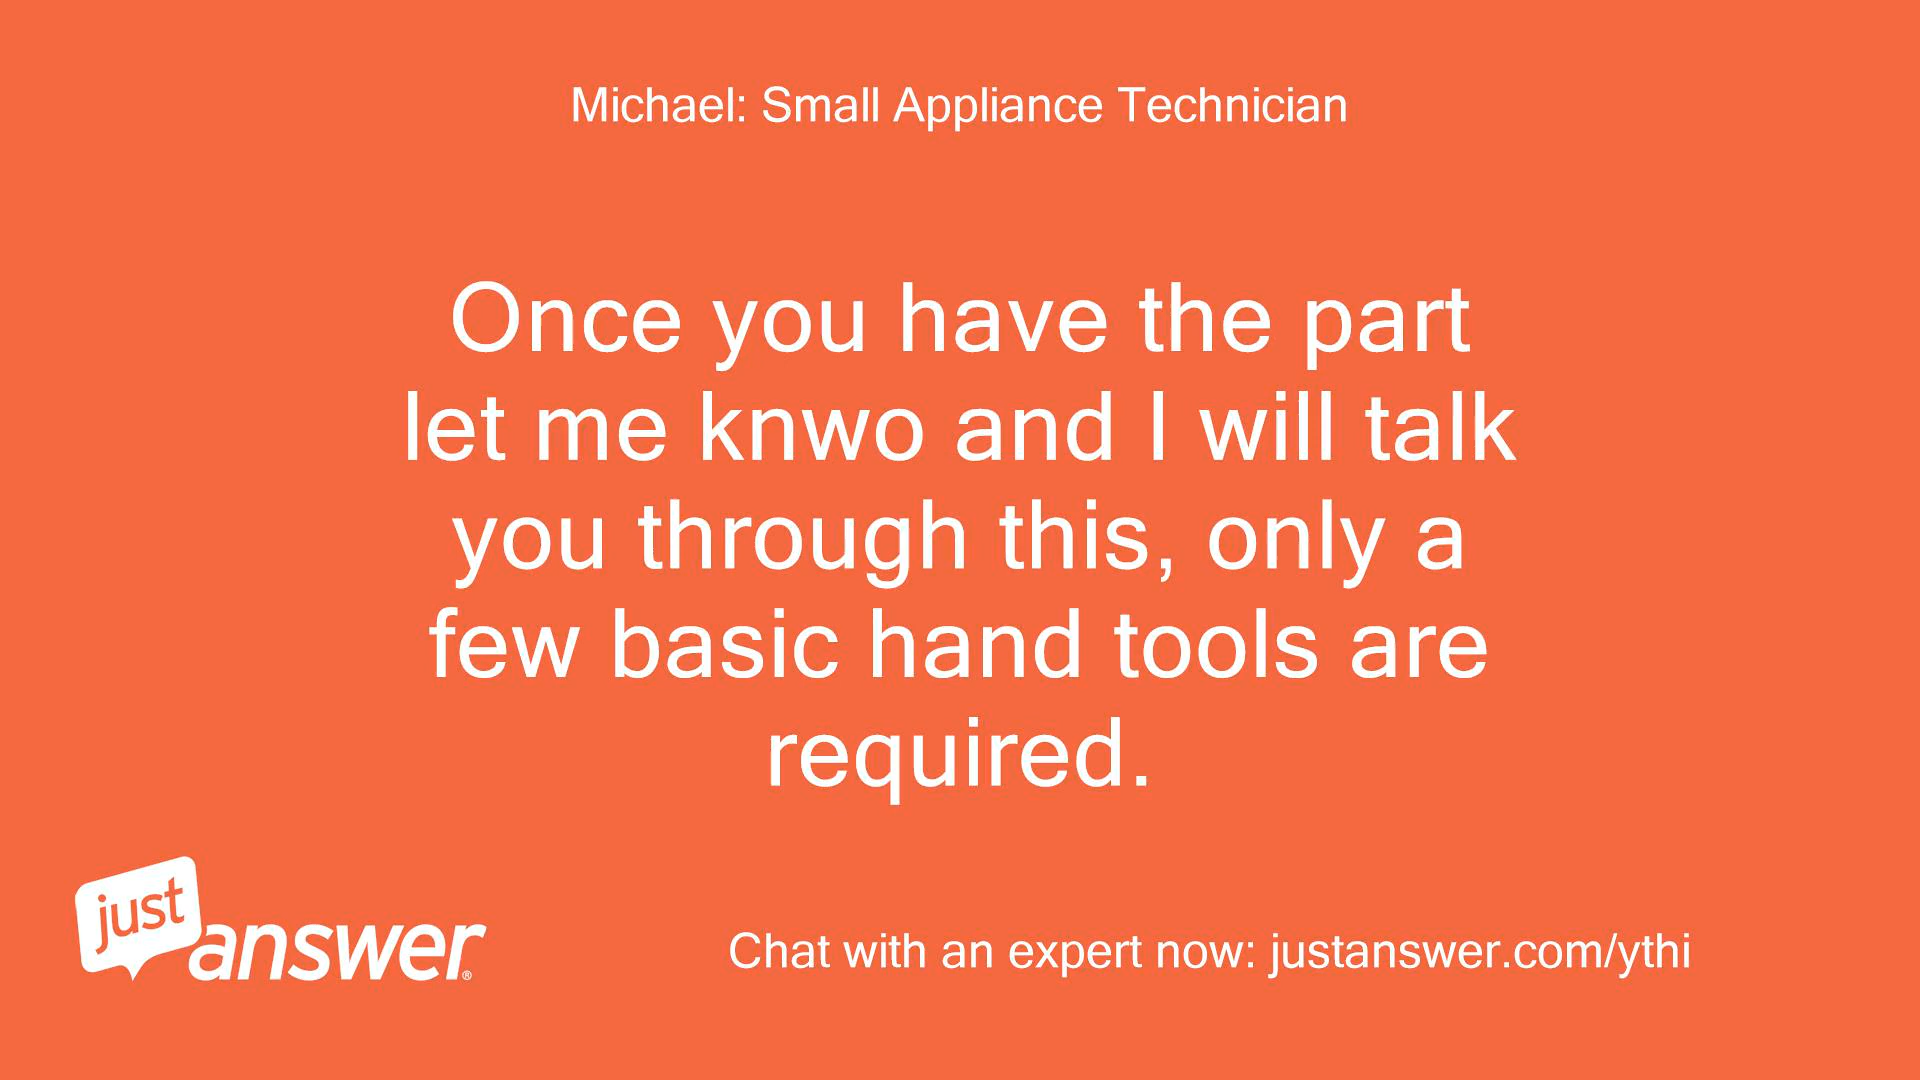 Michael: Small Appliance Technician
Once you have the part
let me knwo and I will talk
you through this, only a
few basic hand tools are
required.
just
answer®
Chat with an expert now: justanswer.com/ythi